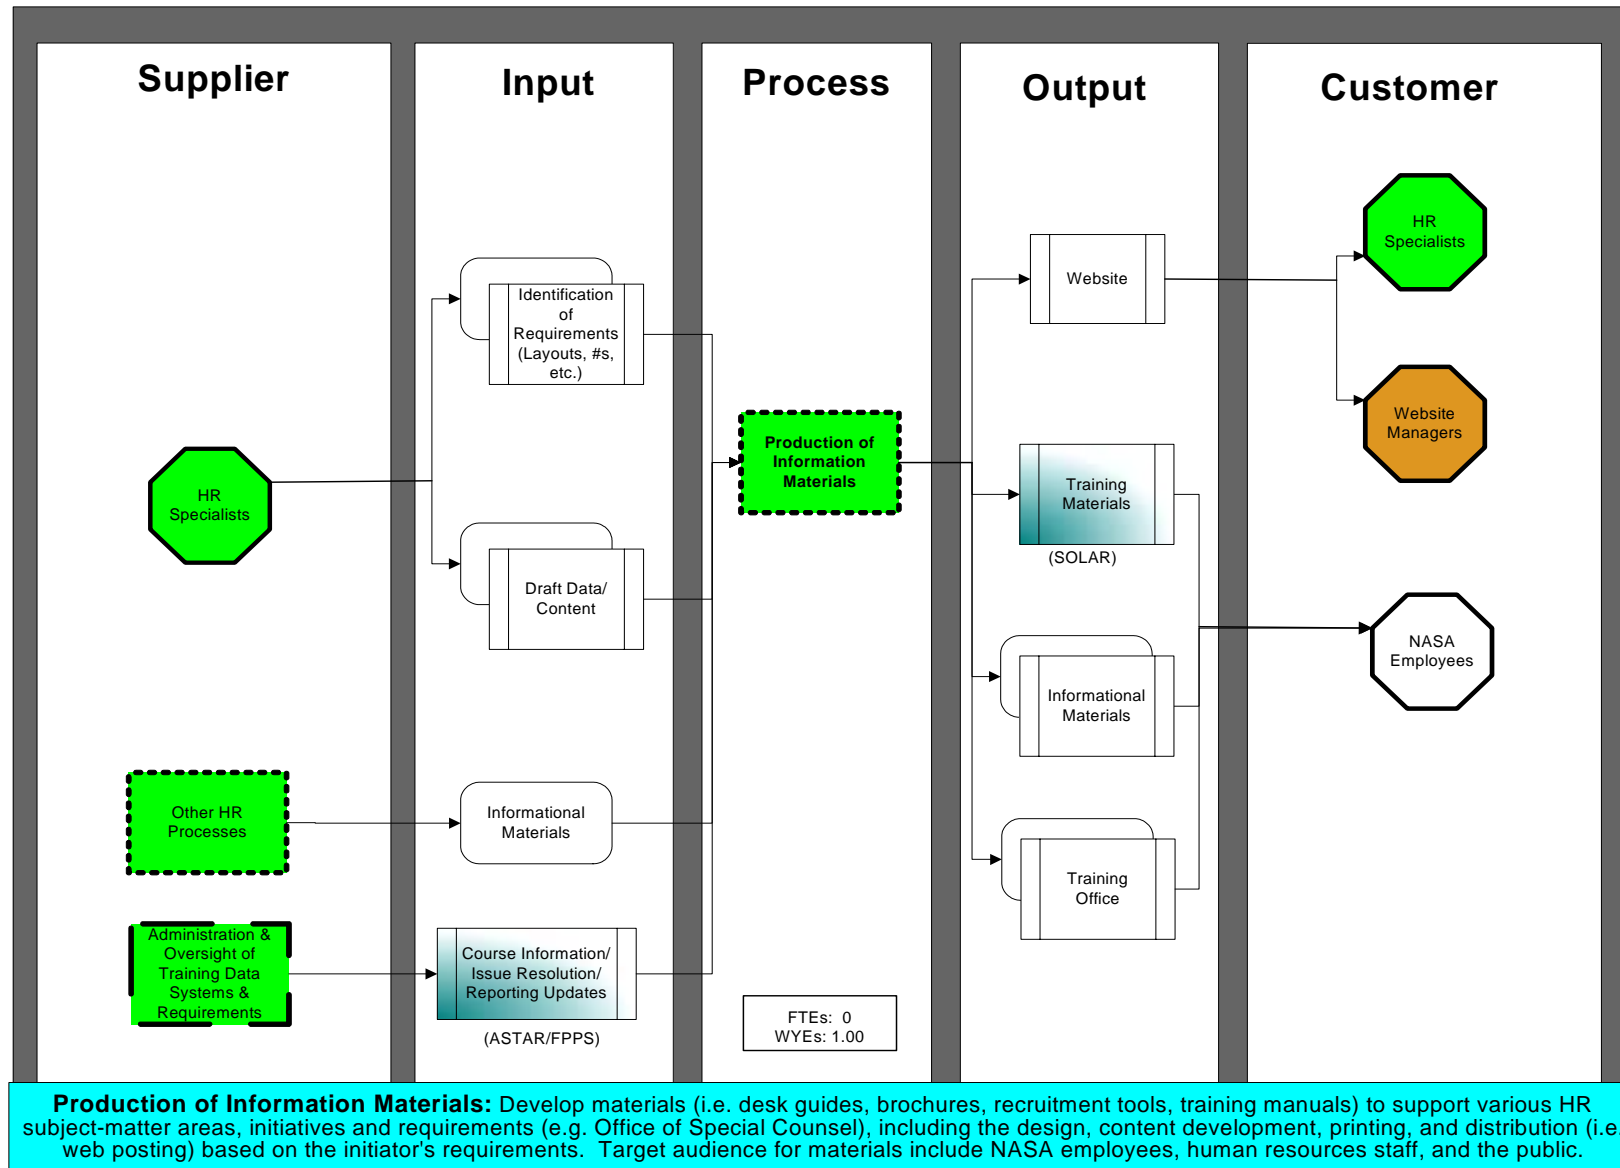 Supplier
Input
Process
Output
Customer
HR
Specialists
Other HR
Processes
Administration &
Oversight of
Training Data
Systems &
Requirements
Identification
of
Requirements
(Layouts, #s,
etc.)
Draft Data/
Content
Informational
Materials
Course Information/
Issue Resolution/
Reporting Updates
(ASTAR/FPPS)
Production of
Information
Materials
FTEs: 0
WYEs: 1.00
Website
Training
Materials
(SOLAR)
Informational
Materials
Training
Office
HR
Specialists
Website
Managers
NASA
Employees
Production of Information Materials: Develop materials (i.e. desk guides, brochures, recruitment tools, training manuals) to support various HR
subject-matter areas, initiatives and requirements (e.g. Office of Special Counsel), including the design, content development, printing, and distribution (i.e.
web posting) based on the initiator's requirements. Target audience for materials include NASA employees, human resources staff, and the public.